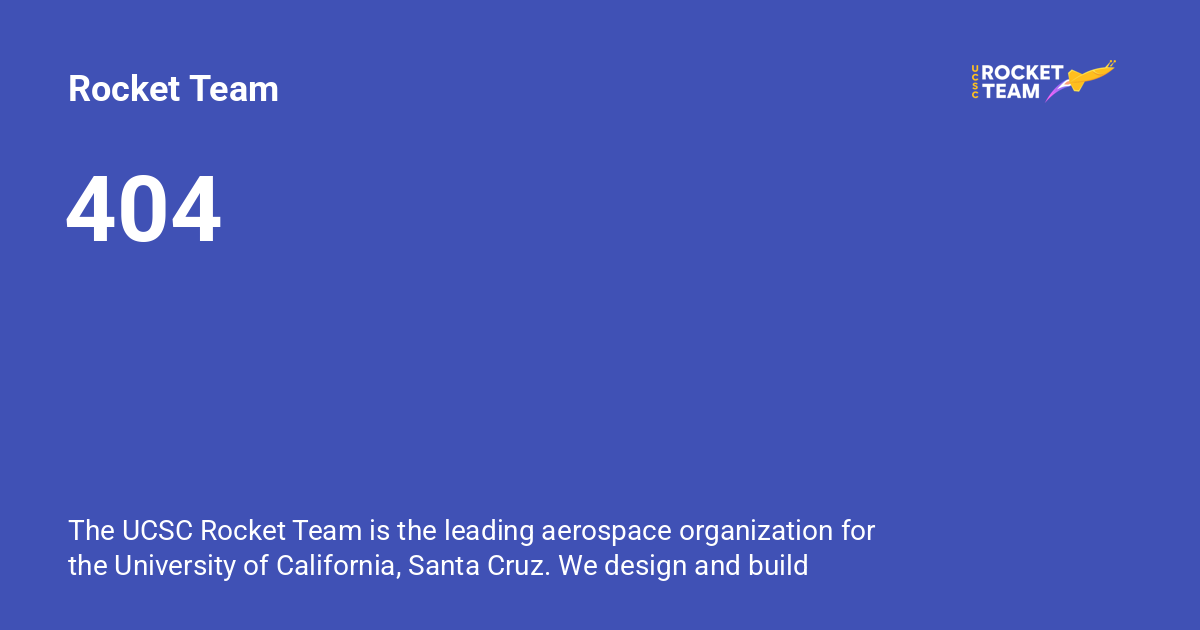 Rocket Team
UCSC
ROCKET
TEAM
404
The UCSC Rocket Team is the leading aerospace organization for
the University of California, Santa Cruz. We design and build